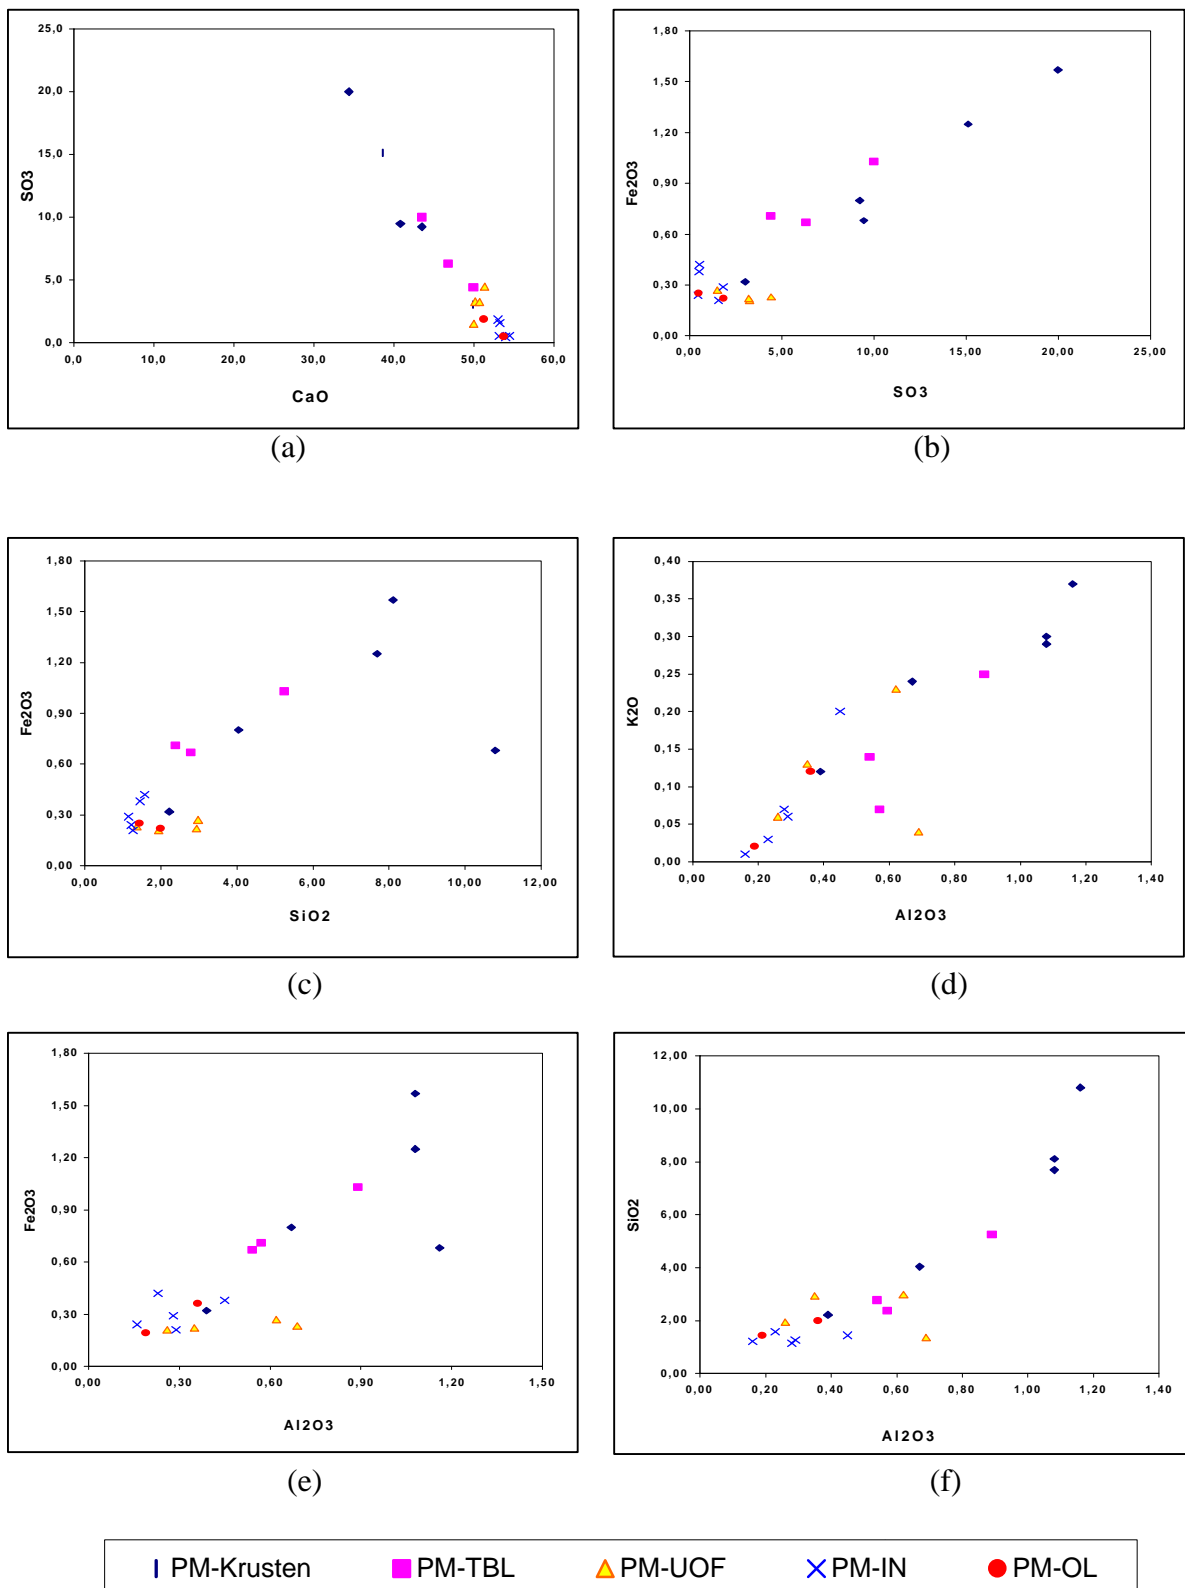 25,0
20,0
15,0
10,0
5,0
0,0
SO3
0,0 10,0 20,0 30,0 40,0 50,0 60,0
CaO
(a)
1,80
1,50
1,20
0,90
0,60
0,30
0,00
Fe2O3
0,00 5,00 10,00 15,00 20,00 25,00
SO3
(b)
1,80
1,50
1,20
0,90
0,60
0,30
0,00
Fe2O3
0,00 2,00 4,00 6,00 8,00 10,00 12,00
SiO2
(c)
0,40
0,35
0,30
0,25
0,20
0,15
0,10
0,05
0,00
K2O
0,00 0,20 0,40 0,60 0,80 1,00 1,20 1,40
Al2O3
(d)
1,80
1,50
1,20
0,90
0,60
0,30
0,00
Fe2O3
0,00 0,30 0,60 0,90 1,20 1,50
Al2O3
(e)
12,00
10,00
8,00
6,00
4,00
2,00
0,00
SiO2
0,00 0,20 0,40 0,60 0,80 1,00 1,20 1,40
Al2O3
(f)
PM-Krusten PM-TBL PM-UOF PM-IN PM-OL